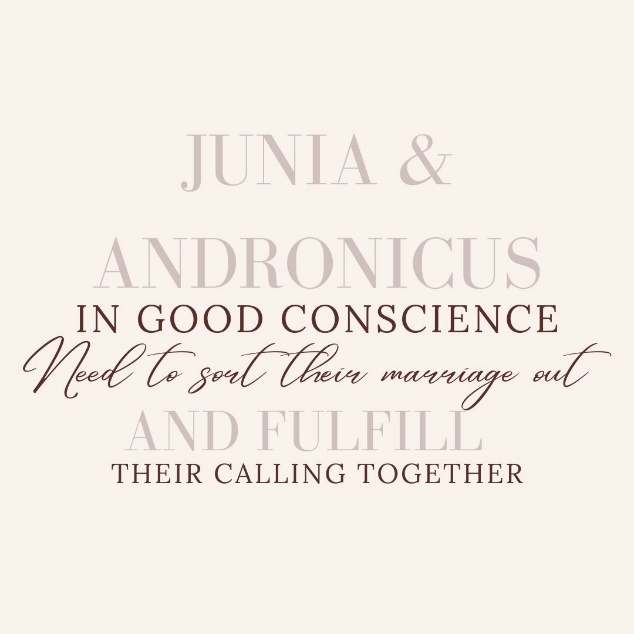 JUNIA &
ANDRONICUS
IN GOOD CONSCIENCE
Need to sort their marriage out
AND FULFILL
THEIR CALLING TOGETHER